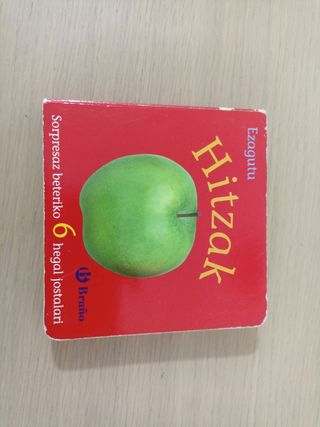 Ezagutu
Hitzak
Bruño
Sorpresaz beteriko 6 hegal jostalari